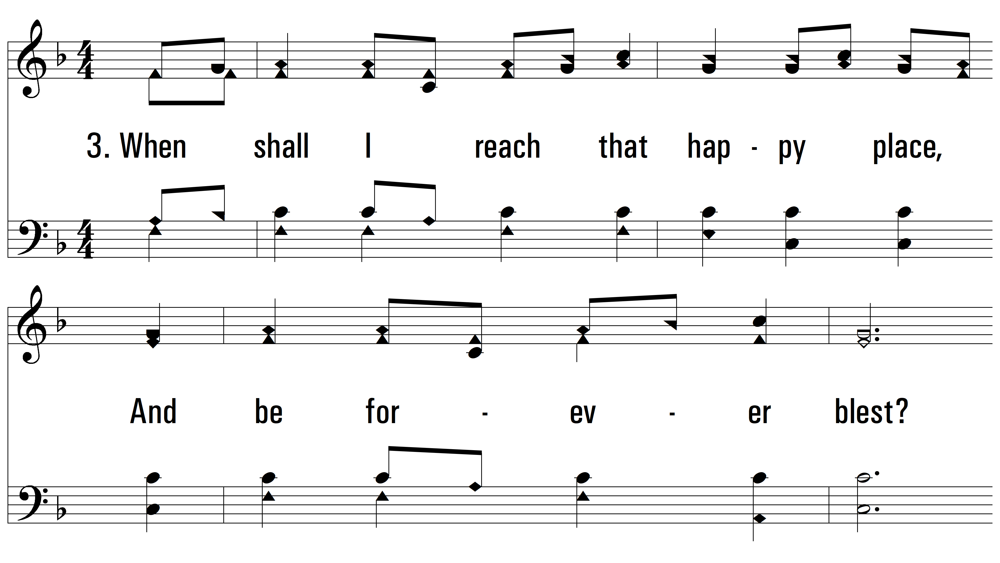 3. When shall I reach that hap - py place,
And be for - ev - er blest?